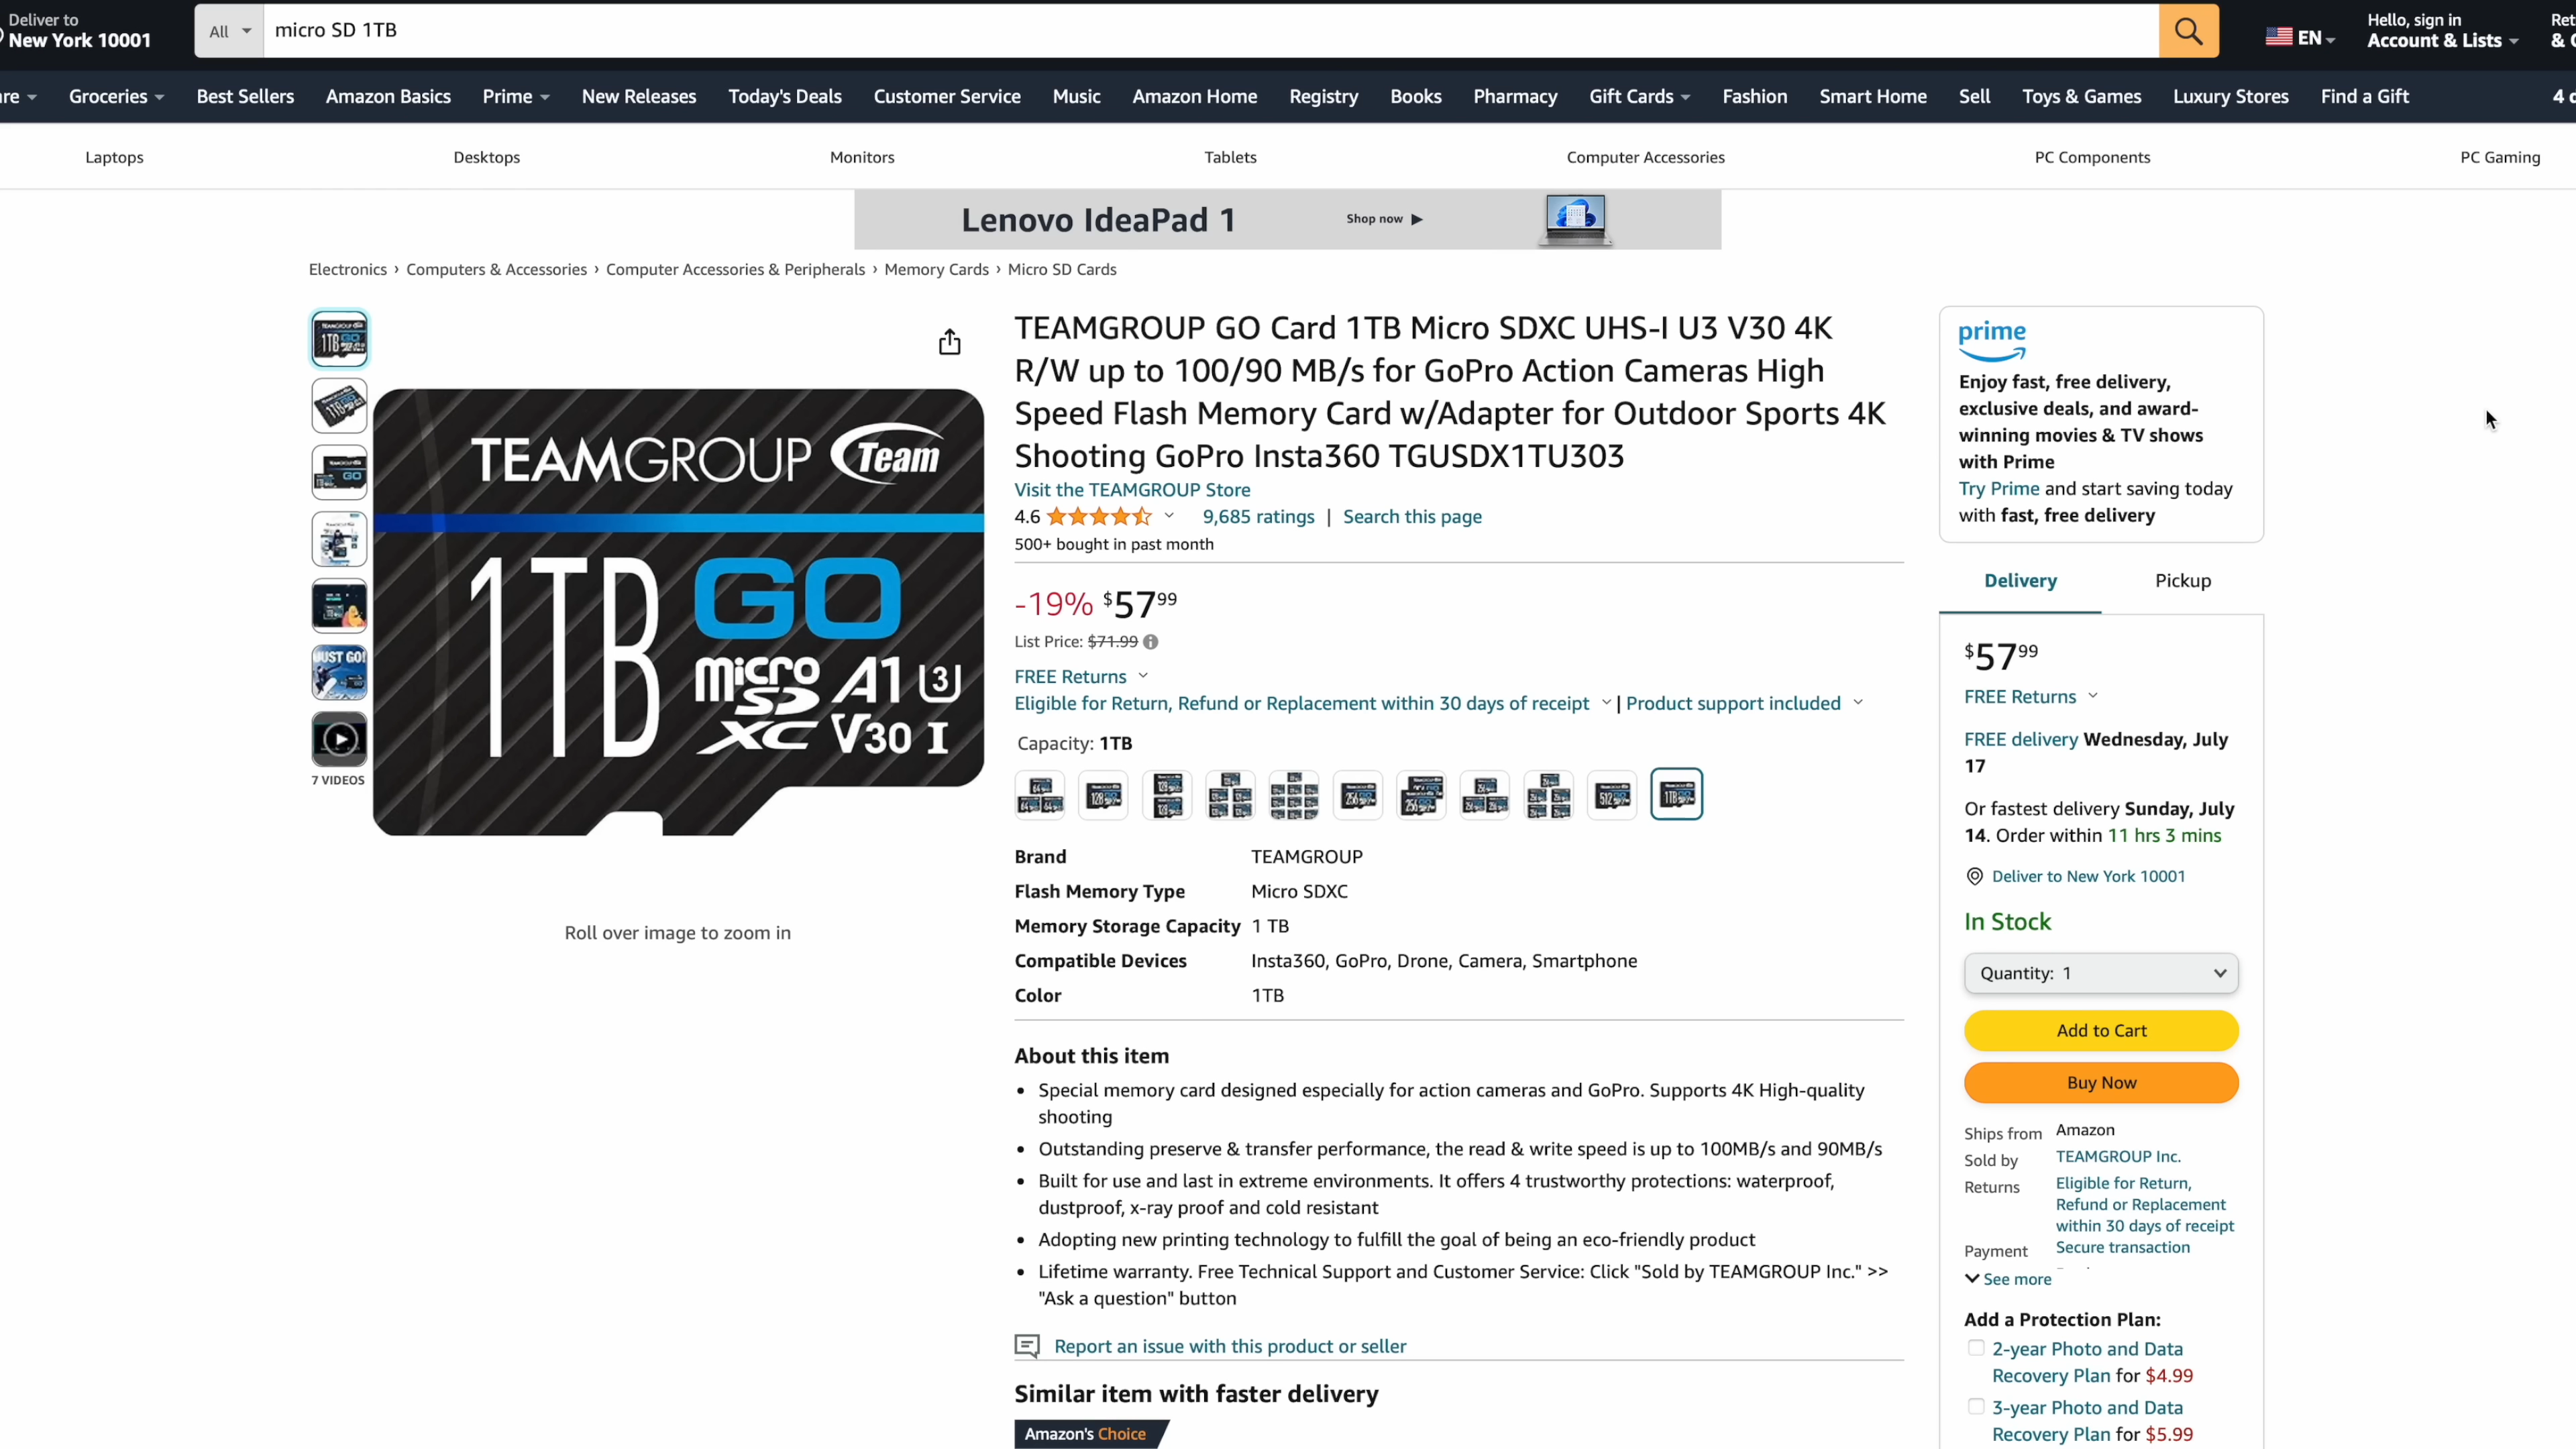 Deliver to
New York 10001
All
micro SD 1TB
EN
Hello, sign in
Account & Lists
Groceries
Best Sellers
Amazon Basics
Prime
New Releases
Today's Deals
Customer Service
Music
Amazon Home
Registry
Books
Pharmacy
Gift Cards
Fashion
Smart Home
Sell
Toys & Games
Luxury Stores
Find a Gift
Laptops
Desktops
Monitors
Tablets
Computer Accessories
PC Components
PC Gaming
Lenovo IdeaPad 1
Shop now
Electronics › Computers & Accessories › Computer Accessories & Peripherals › Memory Cards › Micro SD Cards
JUST GO!
7 VIDEOS
TEAMGROUP Team
1TB GO
micro SD XC A1 U3
V30 I
Roll over image to zoom in
TEAMGROUP GO Card 1TB Micro SDXC UHS-I U3 V30 4K
R/W up to 100/90 MB/s for GoPro Action Cameras High
Speed Flash Memory Card w/Adapter for Outdoor Sports 4K
Shooting GoPro Insta360 TGUSDX1TU303
Visit the TEAMGROUP Store
4.6 9,685 ratings | Search this page
500+ bought in past month
-19% $57 99
List Price: $71.99
FREE Returns
Eligible for Return, Refund or Replacement within 30 days of receipt | Product support included
Capacity: 1TB
Brand TEAMGROUP
Flash Memory Type Micro SDXC
Memory Storage Capacity 1 TB
Compatible Devices Insta360, GoPro, Drone, Camera, Smartphone
Color 1TB
About this item
• Special memory card designed especially for action cameras and GoPro. Supports 4K High-quality
shooting
• Outstanding preserve & transfer performance, the read & write speed is up to 100MB/s and 90MB/s
• Built for use and last in extreme environments. It offers 4 trustworthy protections: waterproof,
dustproof, x-ray proof and cold resistant
• Adopting new printing technology to fulfill the goal of being an eco-friendly product
• Lifetime warranty. Free Technical Support and Customer Service: Click "Sold by TEAMGROUP Inc." >>
"Ask a question" button
Report an issue with this product or seller
Similar item with faster delivery
Amazon's Choice
prime
Enjoy fast, free delivery,
exclusive deals, and award-
winning movies & TV shows
with Prime
Try Prime and start saving today
with fast, free delivery
Delivery
Pickup
$57 99
FREE Returns
FREE delivery Wednesday, July
17
Or fastest delivery Sunday, July
14. Order within 11 hrs 3 mins
Deliver to New York 10001
In Stock
Quantity: 1
Add to Cart
Buy Now
Ships from Amazon
Sold by TEAMGROUP Inc.
Returns Eligible for Return,
Refund or Replacement
within 30 days of receipt
Payment Secure transaction
See more
Add a Protection Plan:
2-year Photo and Data
Recovery Plan for $4.99
3-year Photo and Data
Recovery Plan for $5.99